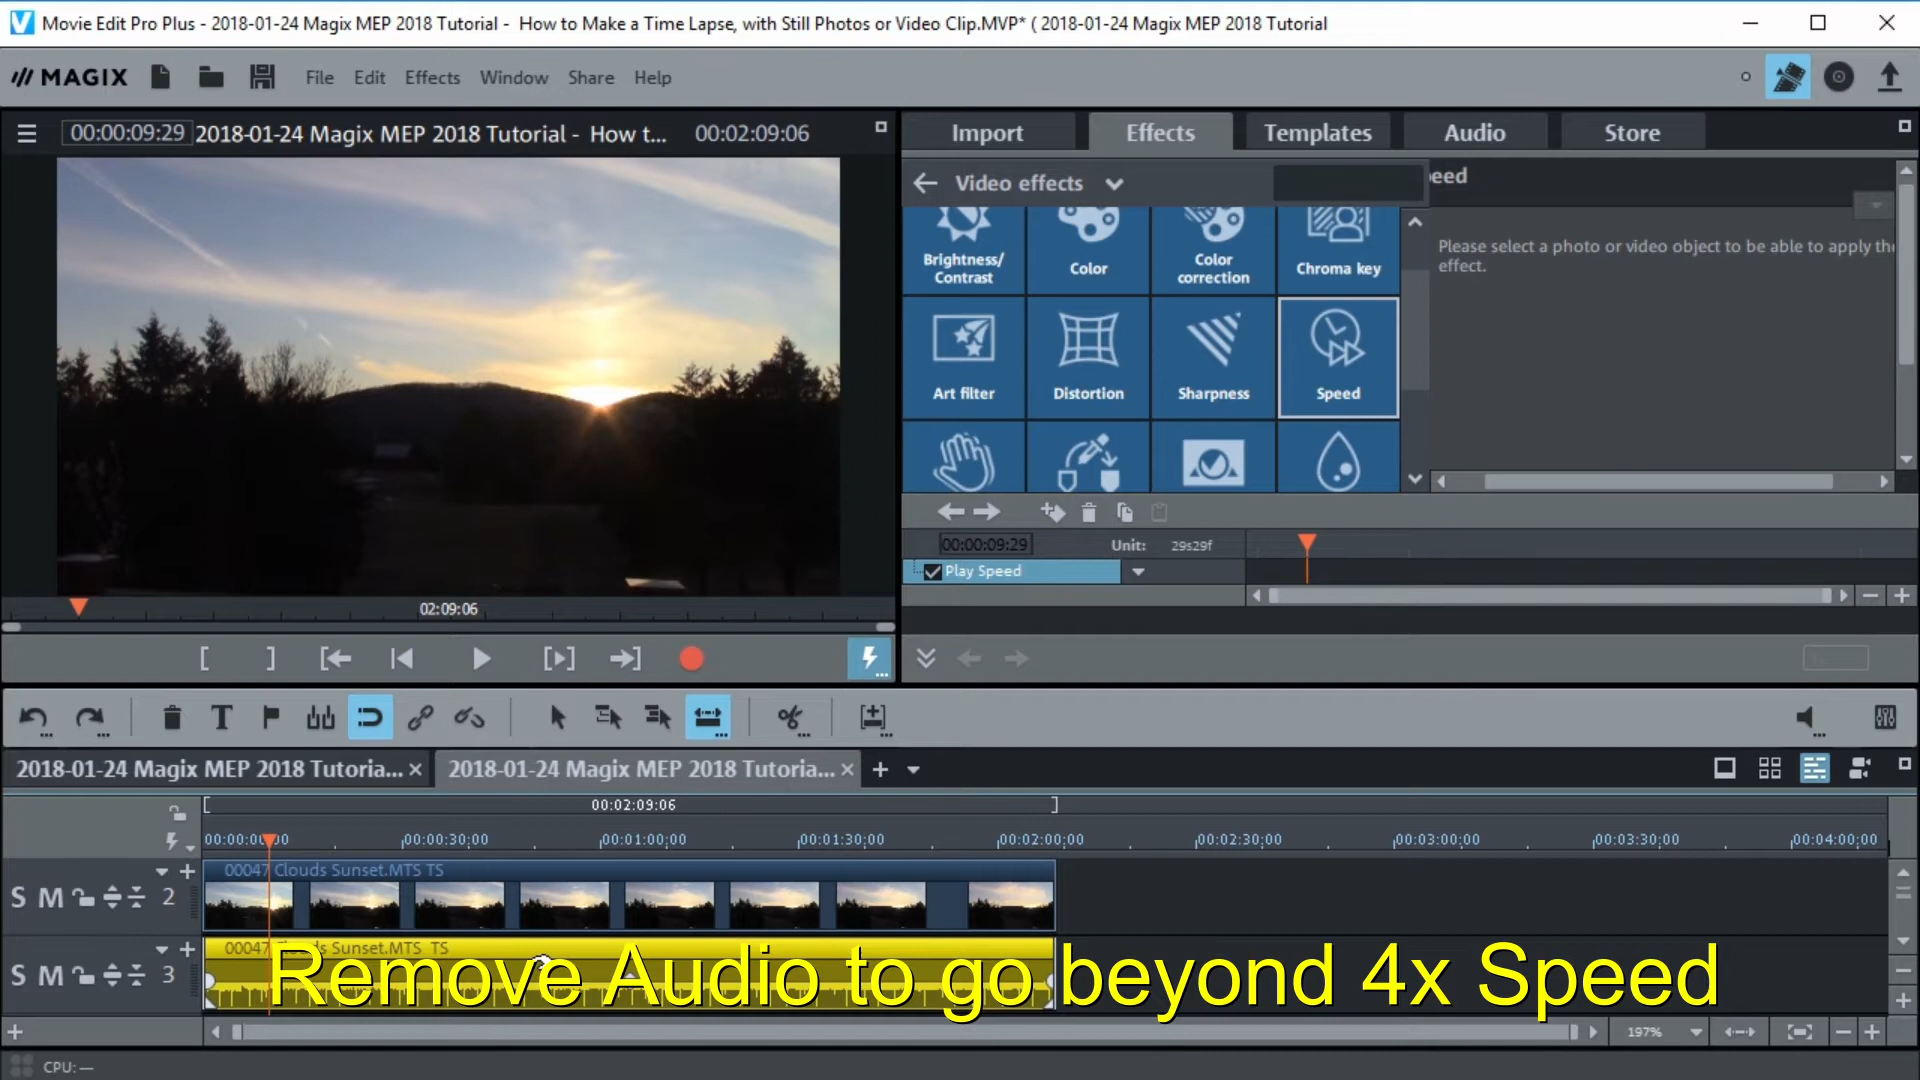 Movie Edit Pro Plus - 2018-01-24 Magix MEP 2018 Tutorial -  How to Make a Time Lapse, with Still Photos or Video Clip.MVP* ( 2018-01-24 Magix MEP 2018 Tutorial
MAGIX File Edit Effects Window Share Help
00:00:09:29 2018-01-24 Magix MEP 2018 Tutorial -  How t... 00:02:09:06
Import Effects Templates Audio Store
Video effects
eed
Please select a photo or video object to be able to apply the
effect.
Brightness/
Contrast
Color
Color
correction
Chroma key
Art filter
Distortion
Sharpness
Speed
00:00:09:29 Unit: 29s29f
Play Speed
02:09:06
2018-01-24 Magix MEP 2018 Tutoria... × 2018-01-24 Magix MEP 2018 Tutoria... ×
00:02:09:06
00:00:0 00 00:00:30;00 00:01:00;00 00:01:30;00 00:02:00;00 00:02:30;00 00:03:00;00 00:03:30;00 00:04:00;00
00047 Clouds Sunset.MTS TS
S M 2
00047 Clouds Sunset.MTS TS
S M 3
Remove Audio to go beyond 4x Speed
197%
CPU: —